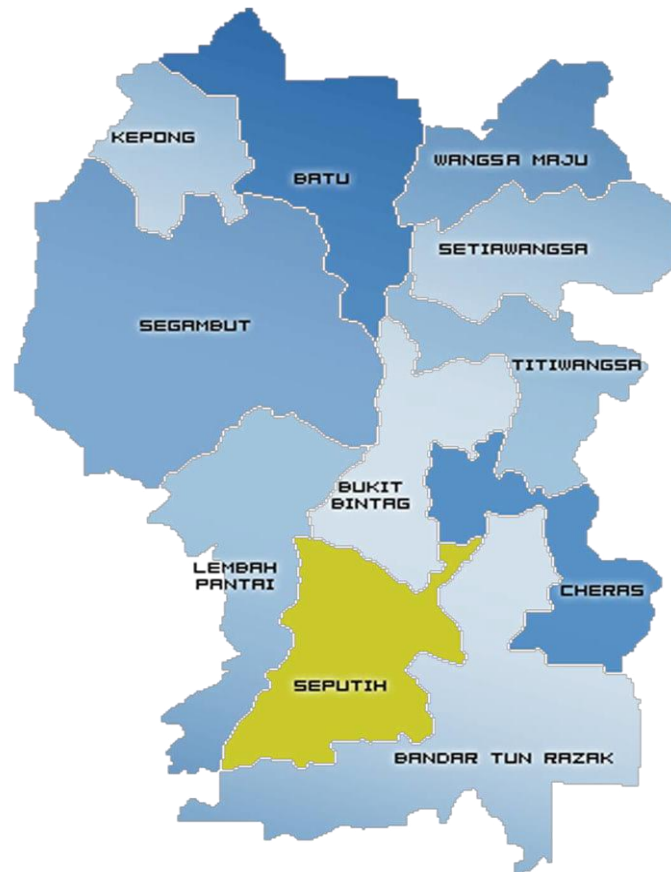 KEPONG
BATU
WANGSA MAJU
SETIAWANGSA
SEGAMBUT
TITIWANGSA
BUKIT
BINTAG
LEMBAH
PANTAI
CHERAS
SEPUTIH
BANDAR TUN RAZAK